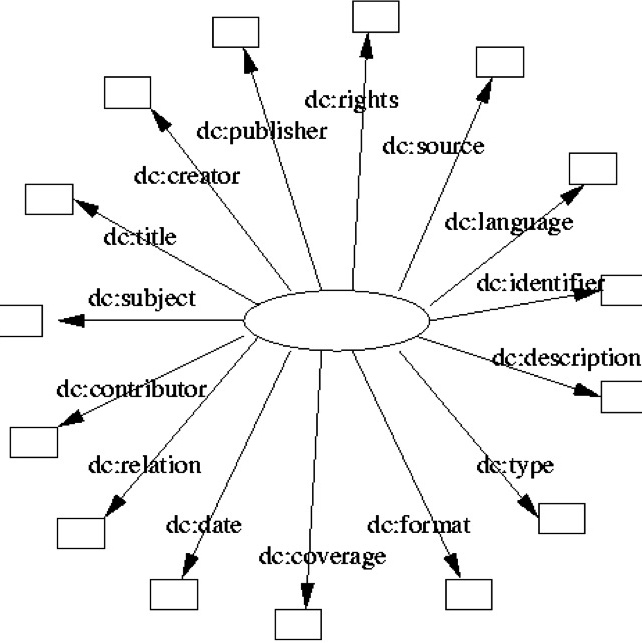 dc:rights
dc:publisher
dc:source
dc:creator
dc:language
dc:title
dc:identifier
dc:subject
dc:description
dc:contributor
dc:relation
dc:type
dc:date
dc:format
dc:coverage